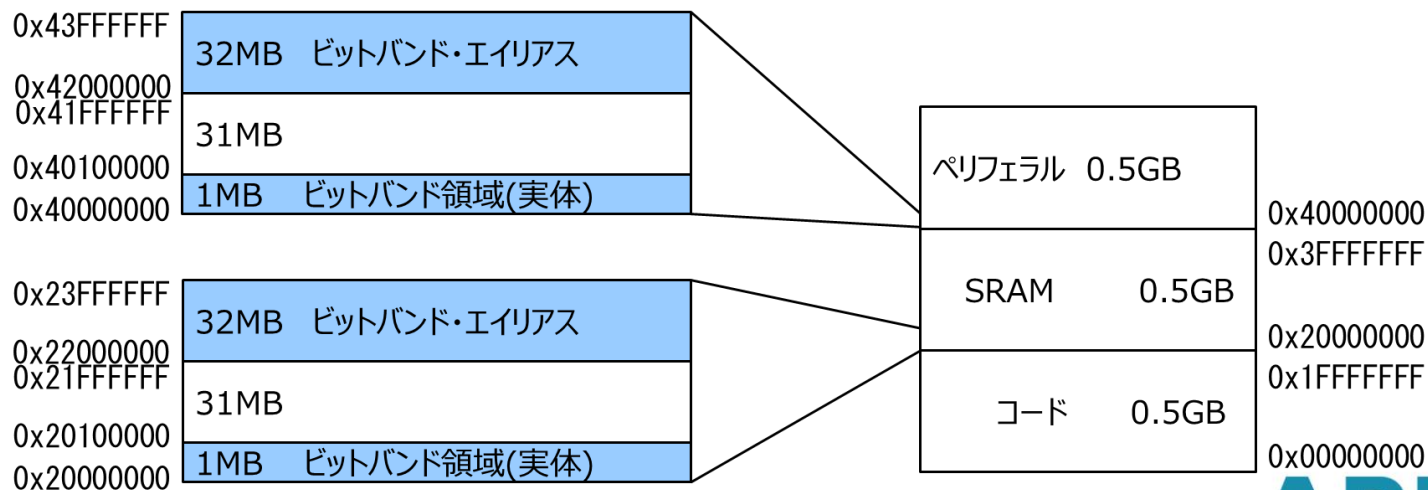 0x43FFFFFF
32MB ビットバンド・エイリアス
0x42000000
0x41FFFFFF
31MB
0x40100000
1MB ビットバンド領域(実体)
0x40000000
0x23FFFFFF
32MB ビットバンド・エイリアス
0x22000000
0x21FFFFFF
31MB
0x20100000
1MB ビットバンド領域(実体)
0x20000000
ペリフェラル 0.5GB
0x40000000
0x3FFFFFFF
SRAM 0.5GB
0x20000000
0x1FFFFFFF
コード 0.5GB
0x00000000